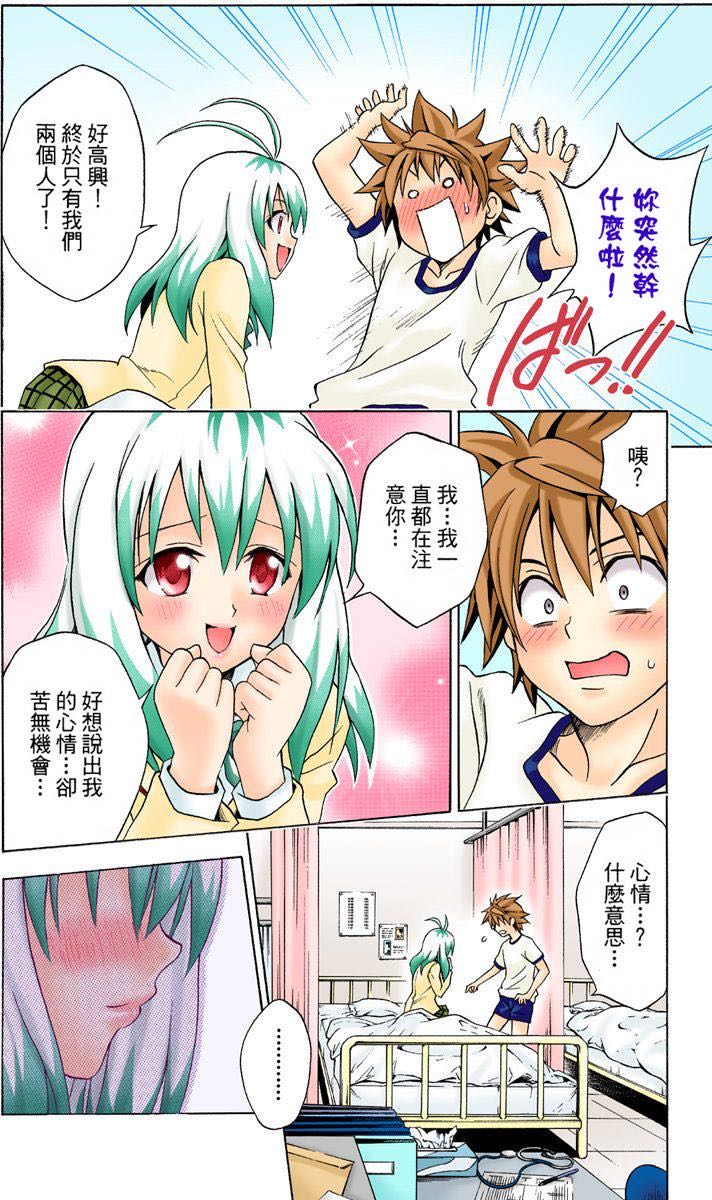 妳突然幹
什麼啦！
ばっ!!
好高興！
終於只有我們
兩個人了！
咦？
我…我一
直都在注
意你…
好想說出我
的心情…卻
苦無機會…
心情…？
什麼意思…
…………